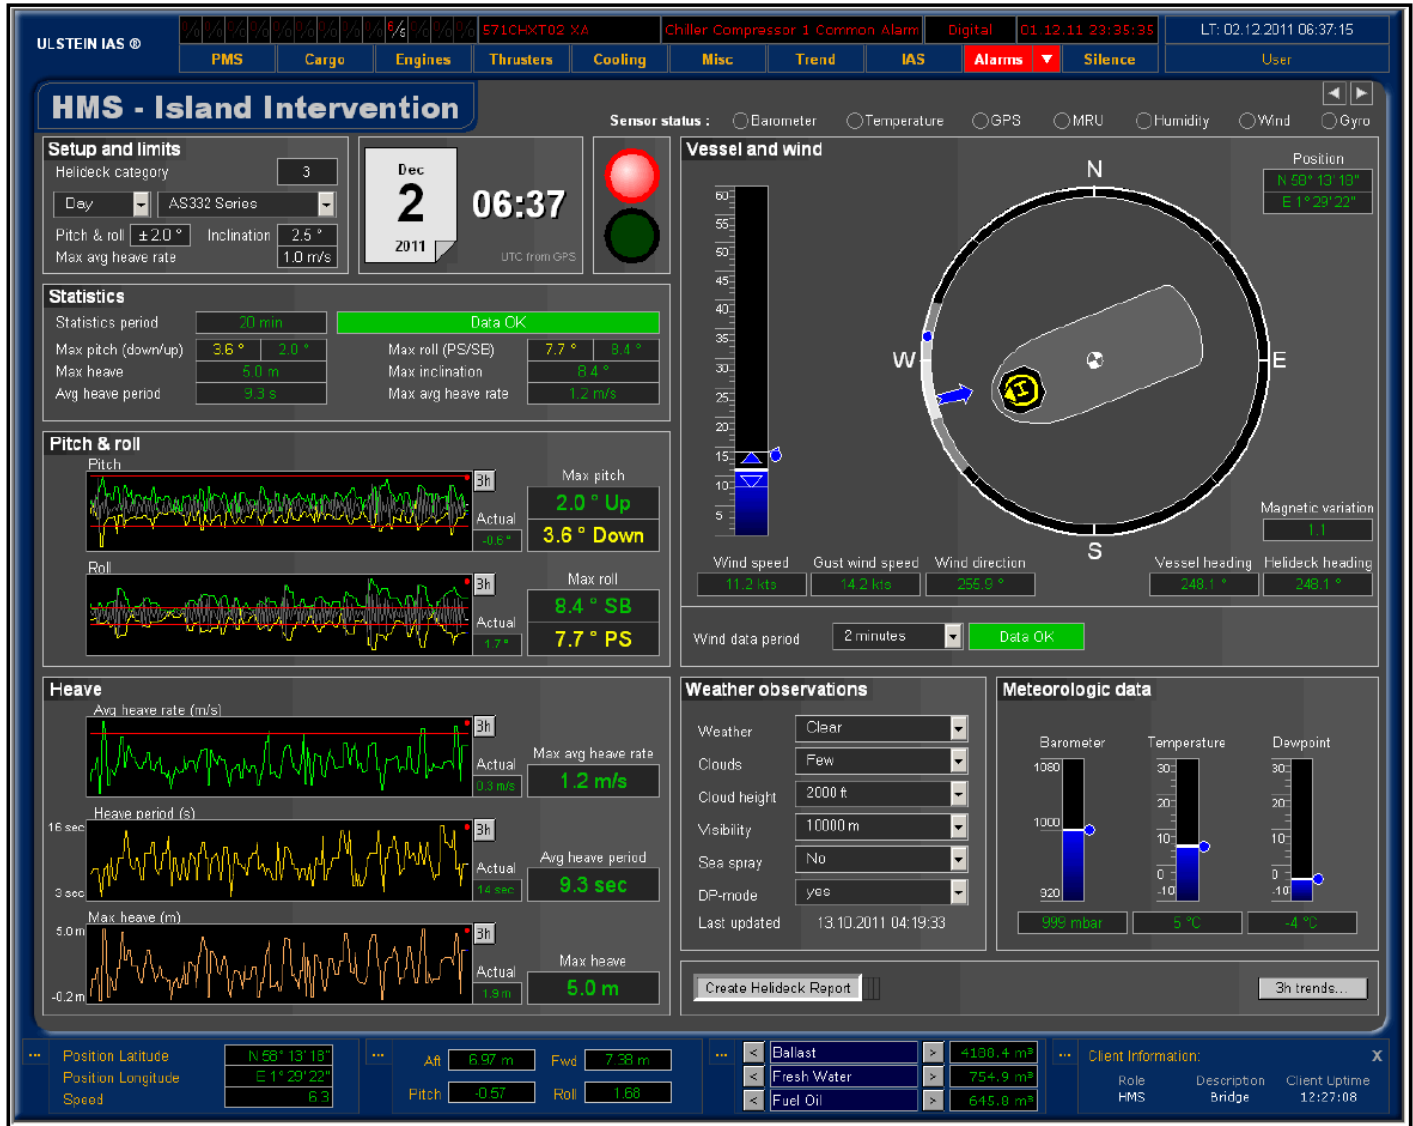 ULSTEIN IAS ®
571CHXT02 XA Chiller Compressor 1 Common Alarm Digital 01.12.11 23:35:35 LT: 02.12.2011 06:37:15
PMS Cargo Engines Thrusters Cooling Misc Trend IAS Alarms Silence User
HMS - Island Intervention
Sensor status : Barometer Temperature GPS MRU Humidity Wind Gyro
Setup and limits
Helideck category 3
Day AS332 Series
Pitch & roll ±2.0 ° Inclination 2.5 °
Max avg heave rate 1.0 m/s
Dec
2
2011
06:37
UTC from GPS
Statistics
Statistics period 20 min Data OK
Max pitch (down/up) 3.6 ° 2.0 ° Max roll (PS/SB) 7.7 ° 8.4 °
Max heave 5.0 m Max inclination 8.4 °
Avg heave period 9.3 s Max avg heave rate 1.2 m/s
Pitch & roll
Pitch
3h
Actual
-0.6 °
Max pitch
2.0 ° Up
3.6 ° Down
Roll
3h
Actual
1.7 °
Max roll
8.4 ° SB
7.7 ° PS
Heave
Avg heave rate (m/s)
3h
Actual
0.3 m/s
Max avg heave rate
1.2 m/s
Heave period (s)
16 sec
3 sec
3h
Actual
14 sec
Avg heave period
9.3 sec
Max heave (m)
5.0 m
-0.2 m
3h
Actual
1.9 m
Max heave
5.0 m
Vessel and wind
60
55
50
45
40
35
30
25
20
15
10
5
N
W
E
S
H
Position
N 58° 13' 18"
E 1° 29' 22"
Magnetic variation
1.1
Wind speed Gust wind speed Wind direction Vessel heading Helideck heading
11.2 kts 14.2 kts 255.9 ° 248.1 ° 248.1 °
Wind data period 2 minutes Data OK
Weather observations
Weather Clear
Clouds Few
Cloud height 2000 ft
Visibility 10000 m
Sea spray No
DP-mode yes
Last updated 13.10.2011 04:19:33
Meteorologic data
Barometer Temperature Dewpoint
1080 30 30
20 20
1000 10 10
0 0
920 -10 -10
999 mbar 5 °C -4 °C
Create Helideck Report 3h trends...
Position Latitude N 58° 13' 18"
Position Longitude E 1° 29' 22"
Speed 6.3
Aft 6.97 m Fwd 7.38 m
Pitch -0.57 Roll 1.68
< Ballast > 4188.4 m³
< Fresh Water > 754.9 m³
< Fuel Oil > 645.8 m³
Client Information: X
Role Description Client Uptime
HMS Bridge 12:27:08